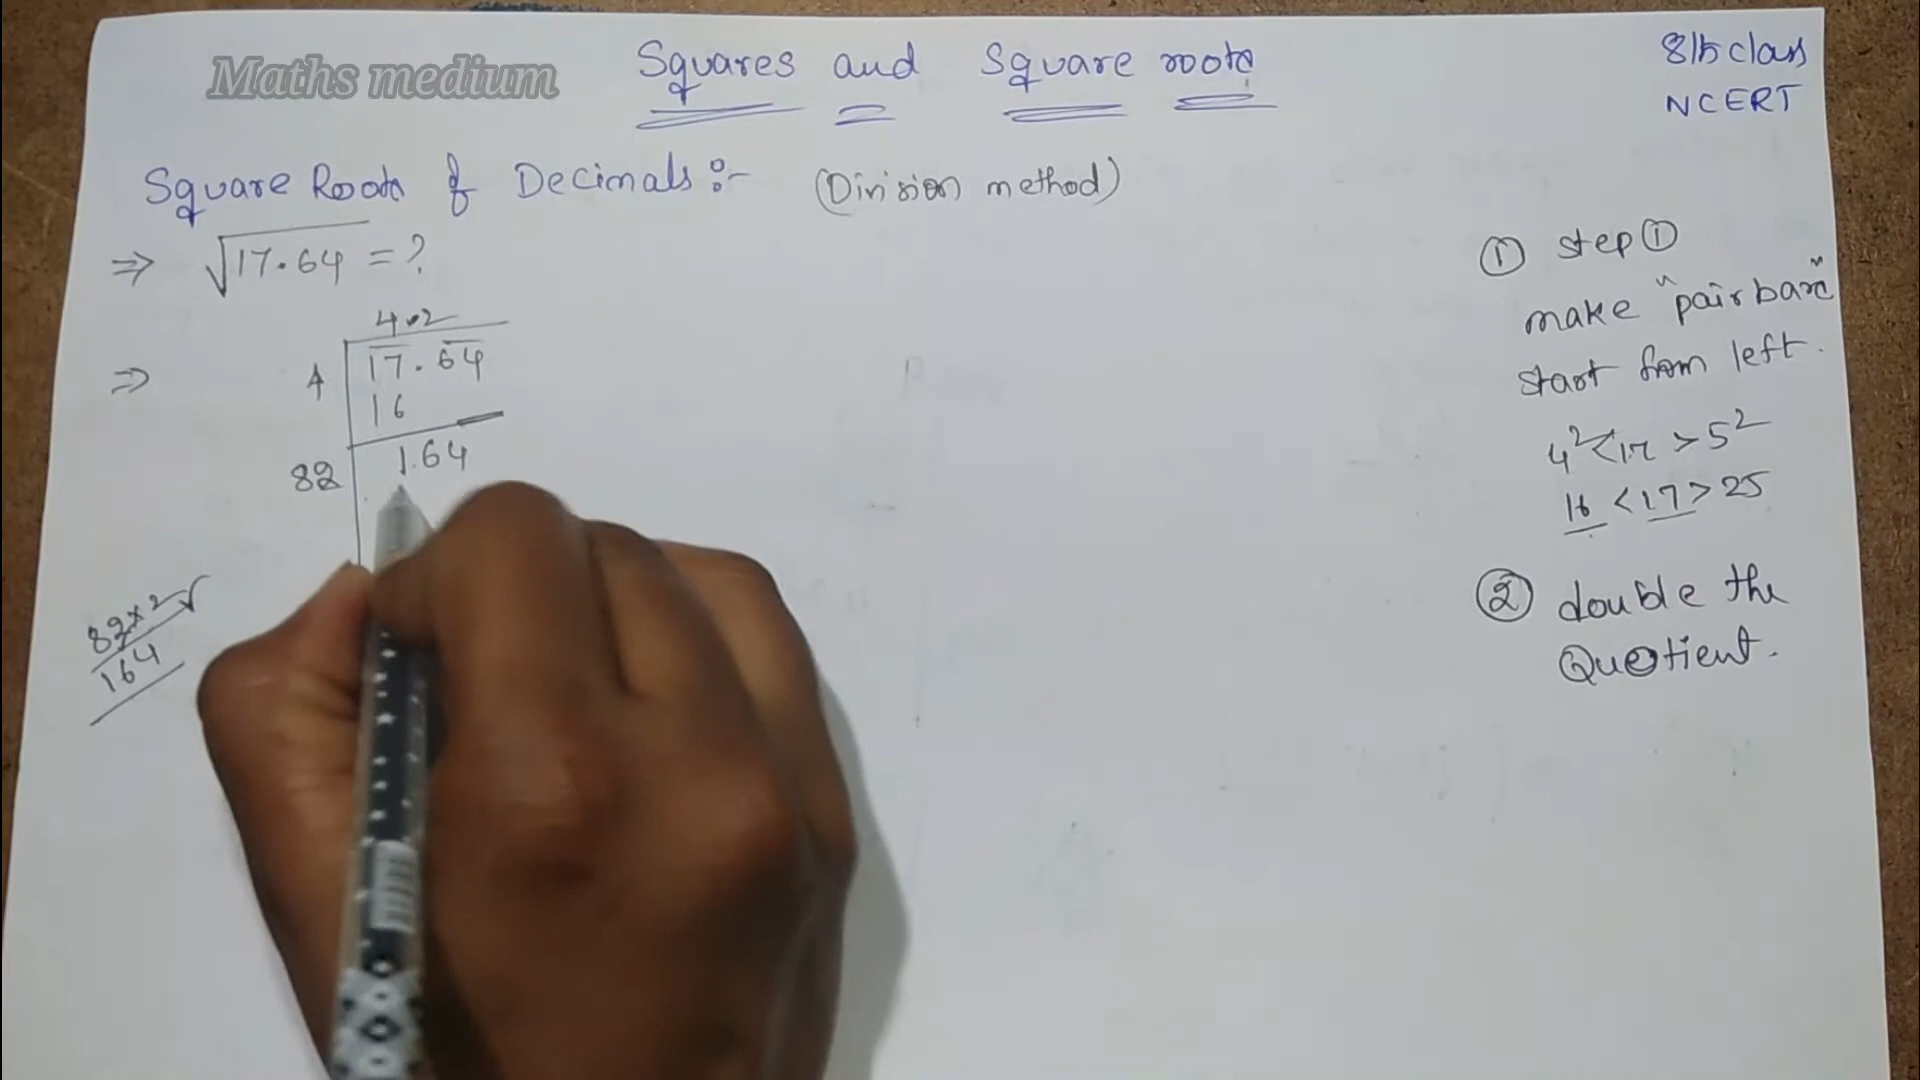 Maths medium
Squares and Square roots
8th class
NCERT
Square Roots of Decimals :- (Division method)
⇒ √17.64 = ?
4.2
⇒ 4 17.64
16
82 1.64
82×2
164
① Step ①
make "pair bars"
start from left.
4² < 17 > 5²
16 < 17 > 25
② double the
Quotient.